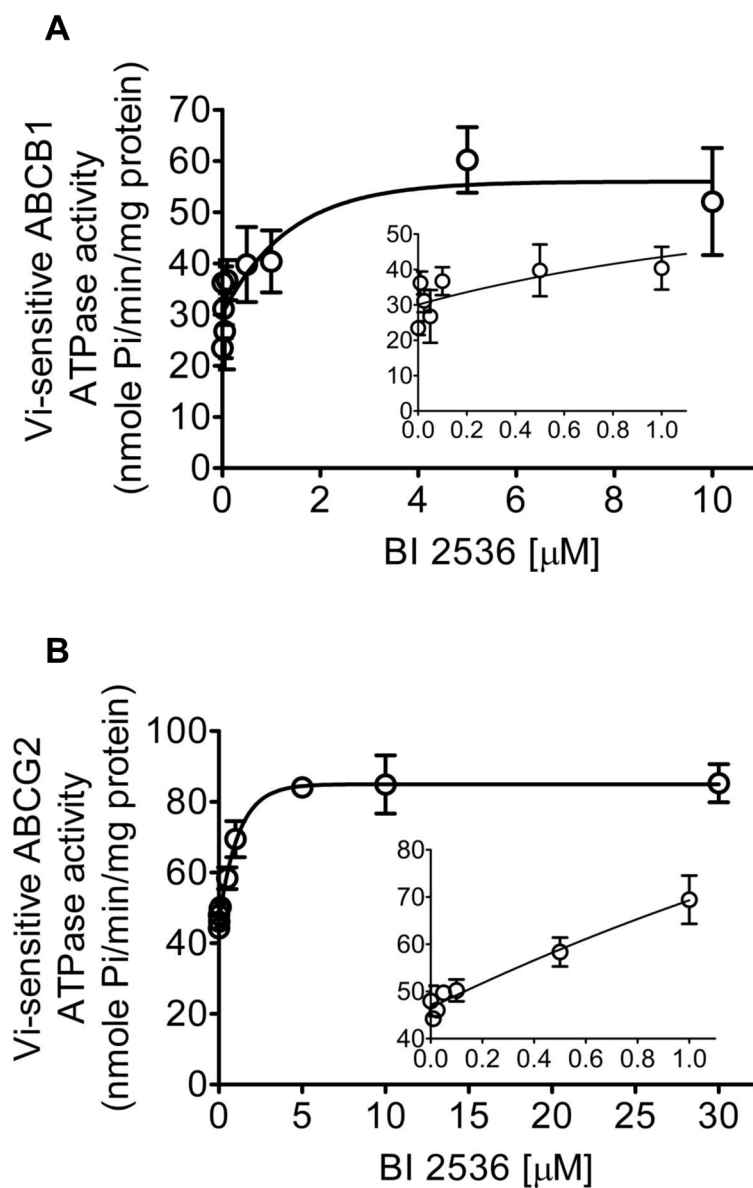 A
Vi-sensitive ABCB1
ATPase activity
(nmole Pi/min/mg protein)
70
60
50
40
30
20
10
0
0 2 4 6 8 10
BI 2536 [μM]
50
40
30
20
10
0
0.0 0.2 0.4 0.6 0.8 1.0
B
Vi-sensitive ABCG2
ATPase activity
(nmole Pi/min/mg protein)
100
80
60
40
20
0
0 5 10 15 20 25 30
BI 2536 [μM]
80
70
60
50
40
0.0 0.2 0.4 0.6 0.8 1.0